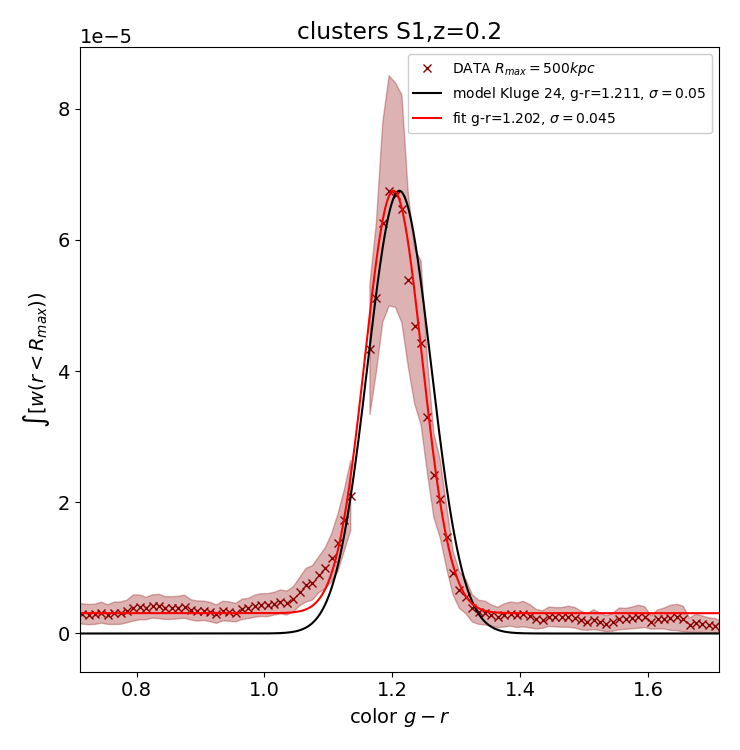 clusters S1,z=0.2
1e−5
DATA $R_{max} = 500kpc$
model Kluge 24, g-r=1.211, $\sigma = 0.05$
fit g-r=1.202, $\sigma = 0.045$
8
6
4
2
0
$\int [w(r < R_{max}))$
0.8 1.0 1.2 1.4 1.6
color $g - r$